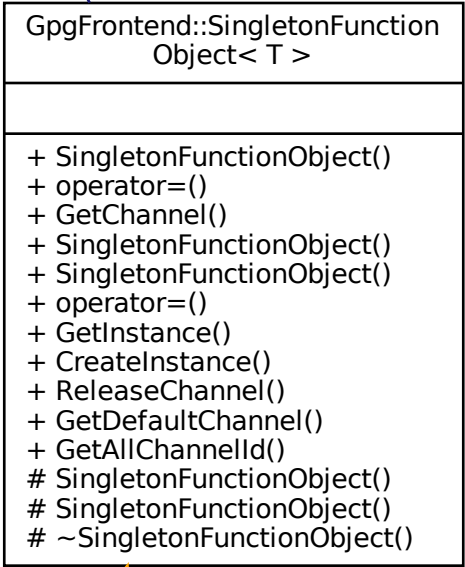 GpgFrontend::SingletonFunction
Object< T >
+ SingletonFunctionObject()
+ operator=()
+ GetChannel()
+ SingletonFunctionObject()
+ SingletonFunctionObject()
+ operator=()
+ GetInstance()
+ CreateInstance()
+ ReleaseChannel()
+ GetDefaultChannel()
+ GetAllChannelId()
# SingletonFunctionObject()
# SingletonFunctionObject()
# ~SingletonFunctionObject()